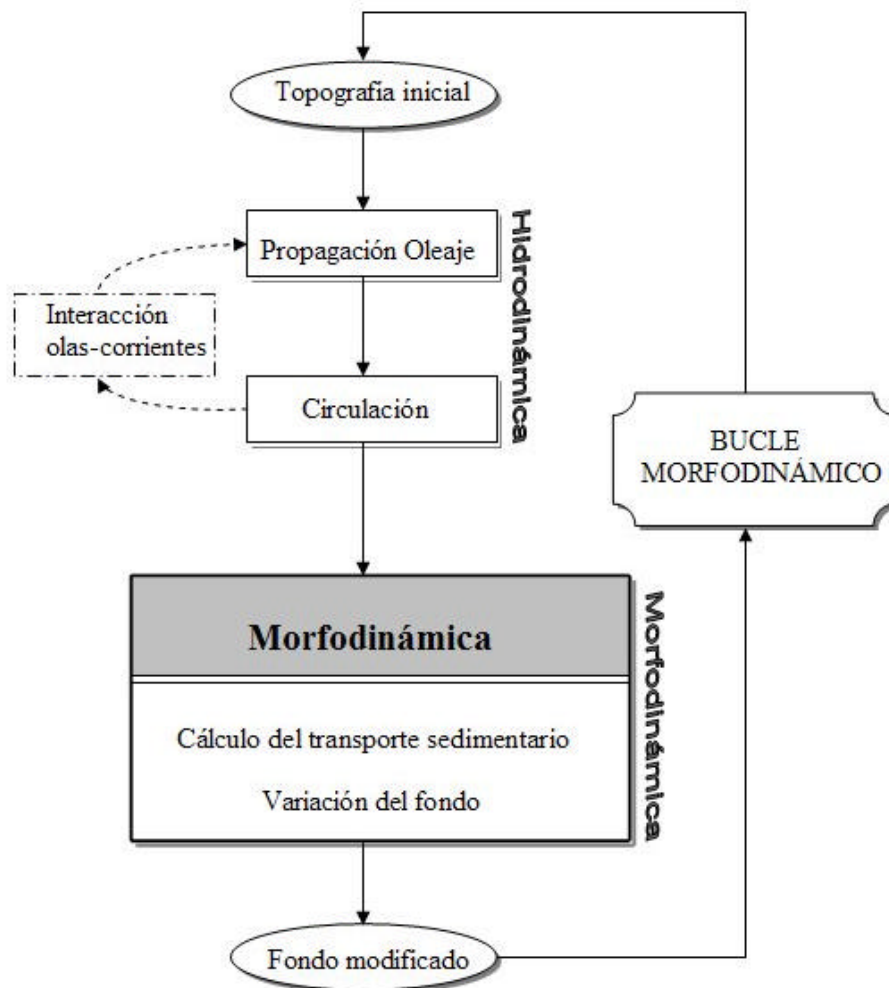 Topografía inicial
Propagación Oleaje
Hidrodinámica
Interacción
olas-corrientes
Circulación
BUCLE
MORFODINÁMICO
Morfodinámica
Morfodinámica
Cálculo del transporte sedimentario
Variación del fondo
Fondo modificado